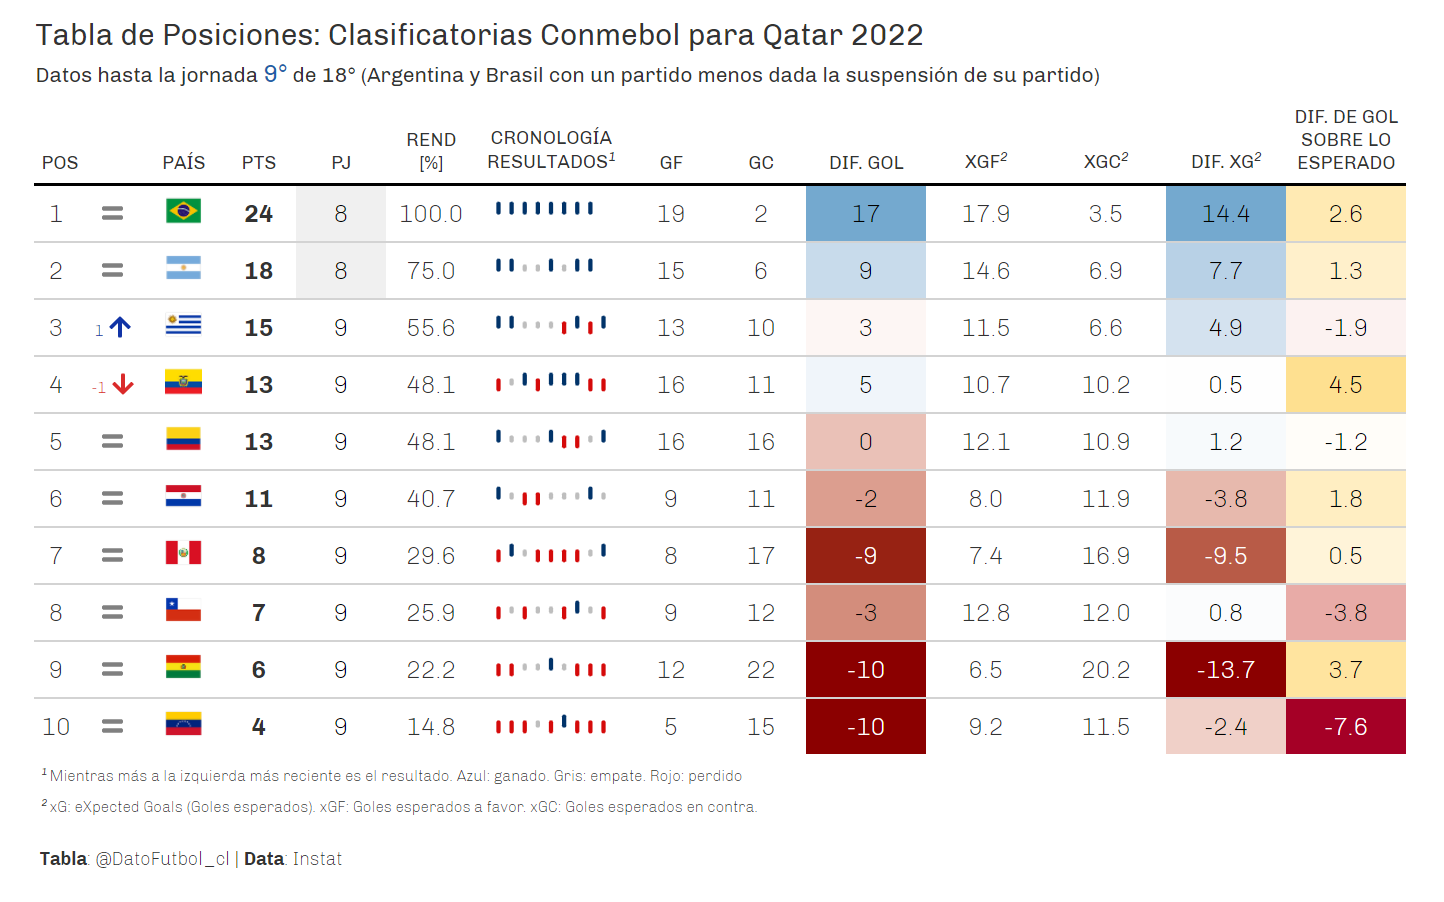 Tabla de Posiciones: Clasificatorias Conmebol para Qatar 2022
Datos hasta la jornada 9° de 18° (Argentina y Brasil con un partido menos dada la suspensión de su partido)
POS PAÍS PTS PJ REND [%] CRONOLOGÍA RESULTADOS1 GF GC DIF. GOL XGF2 XGC2 DIF. XG2 DIF. DE GOL SOBRE LO ESPERADO
1 = 24 8 100.0 19 2 17 17.9 3.5 14.4 2.6
2 = 18 8 75.0 15 6 9 14.6 6.9 7.7 1.3
3 1 ↑ 15 9 55.6 13 10 3 11.5 6.6 4.9 -1.9
4 -1 ↓ 13 9 48.1 16 11 5 10.7 10.2 0.5 4.5
5 = 13 9 48.1 16 16 0 12.1 10.9 1.2 -1.2
6 = 11 9 40.7 9 11 -2 8.0 11.9 -3.8 1.8
7 = 8 9 29.6 8 17 -9 7.4 16.9 -9.5 0.5
8 = 7 9 25.9 9 12 -3 12.8 12.0 0.8 -3.8
9 = 6 9 22.2 12 22 -10 6.5 20.2 -13.7 3.7
10 = 4 9 14.8 5 15 -10 9.2 11.5 -2.4 -7.6
1 Mientras más a la izquierda más reciente es el resultado. Azul: ganado. Gris: empate. Rojo: perdido
2 xG: eXpected Goals (Goles esperados). xGF: Goles esperados a favor. xGC: Goles esperados en contra.
Tabla: @DatoFutbol_cl | Data: Instat